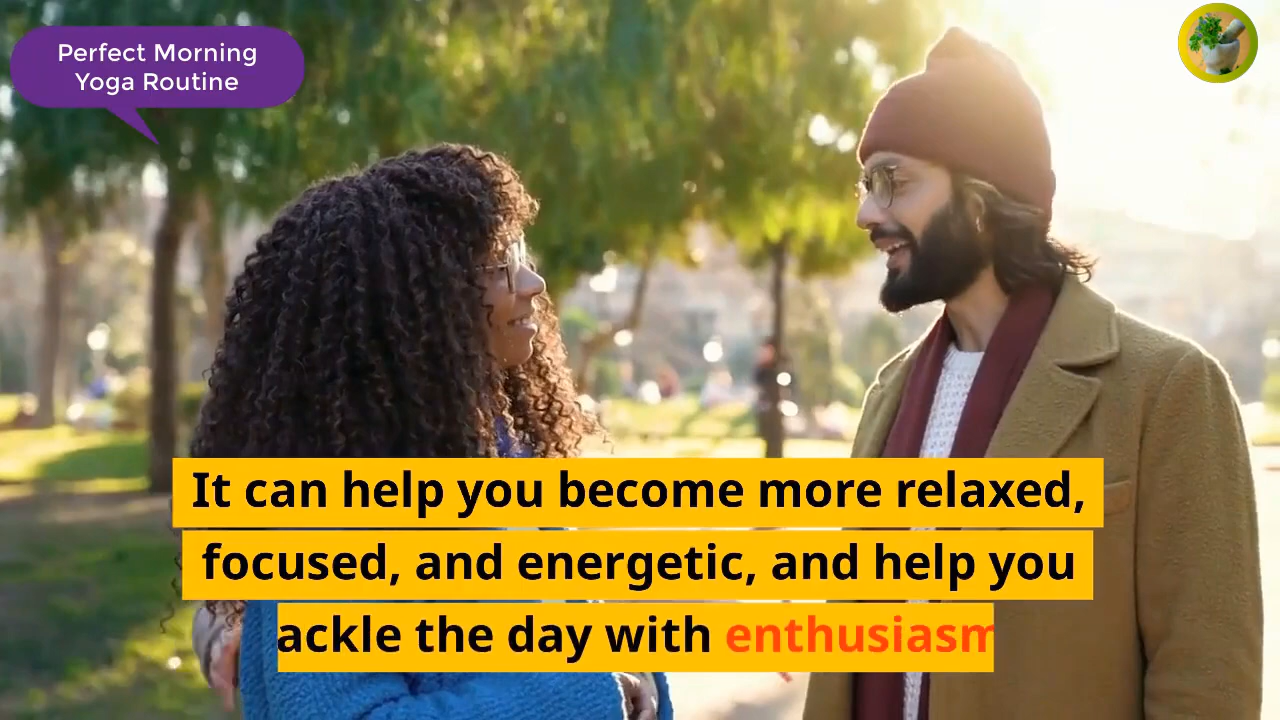 Perfect Morning
Yoga Routine
It can help you become more relaxed,
focused, and energetic, and help you
ackle the day with enthusiasm